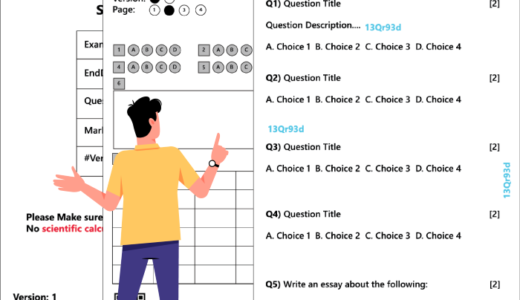 S
Exam
EndD
Ques
Mark
#Ver
Please Make sure
No scientific calc
Version: 1
Version:
Page: 1 3 4
1 A B C D 2
4 A B C D 5 A B C D
6
Q1) Question Title [2]
Question Description.... 13Qr93d
A. Choice 1 B. Choice 2 C. Choice 3 D. Choice 4
Q2) Question Title [2]
A. Choice 1 B. Choice 2 C. Choice 3 D. Choice 4
13Qr93d
Q3) Question Title [2]
A. Choice 1 B. Choice 2 C. Choice 3 D. Choice 4
13Qr93d
Q4) Question Title [2]
A. Choice 1 B. Choice 2 C. Choice 3 D. Choice 4
Q5) Write an essay about the following: [2]